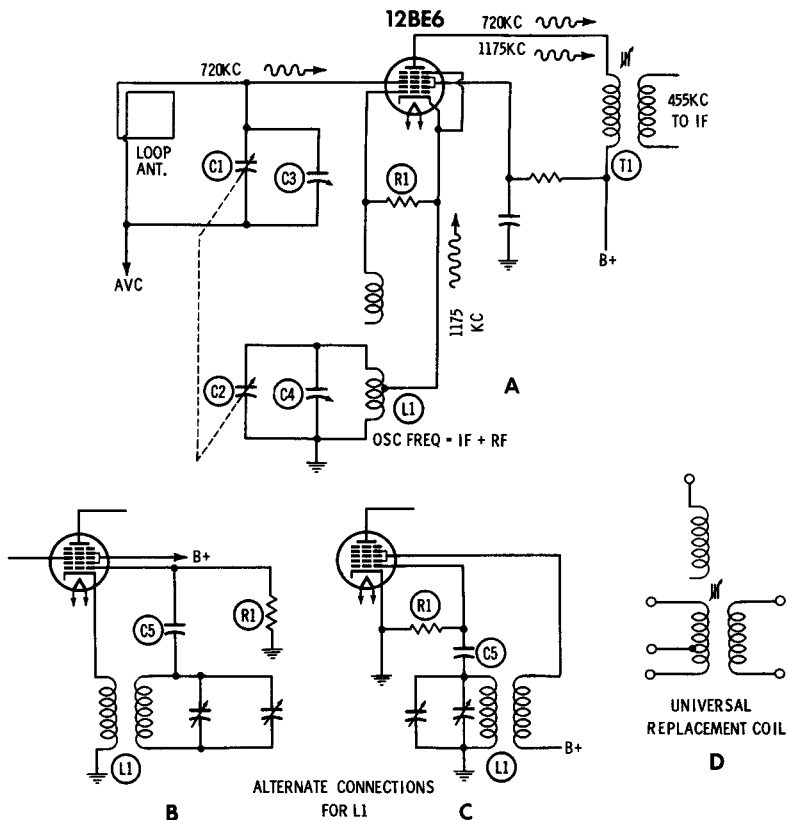 12BE6
720KC
1175KC
720KC
455KC
TO IF
LOOP
ANT.
C1
C3
R1
T1
AVC
B+
1175
KC
C2
C4
L1
A
OSC FREQ = IF + RF
B+
R1
C5
L1
B
R1
C5
B+
L1
C
ALTERNATE CONNECTIONS
FOR L1
UNIVERSAL
REPLACEMENT COIL
D